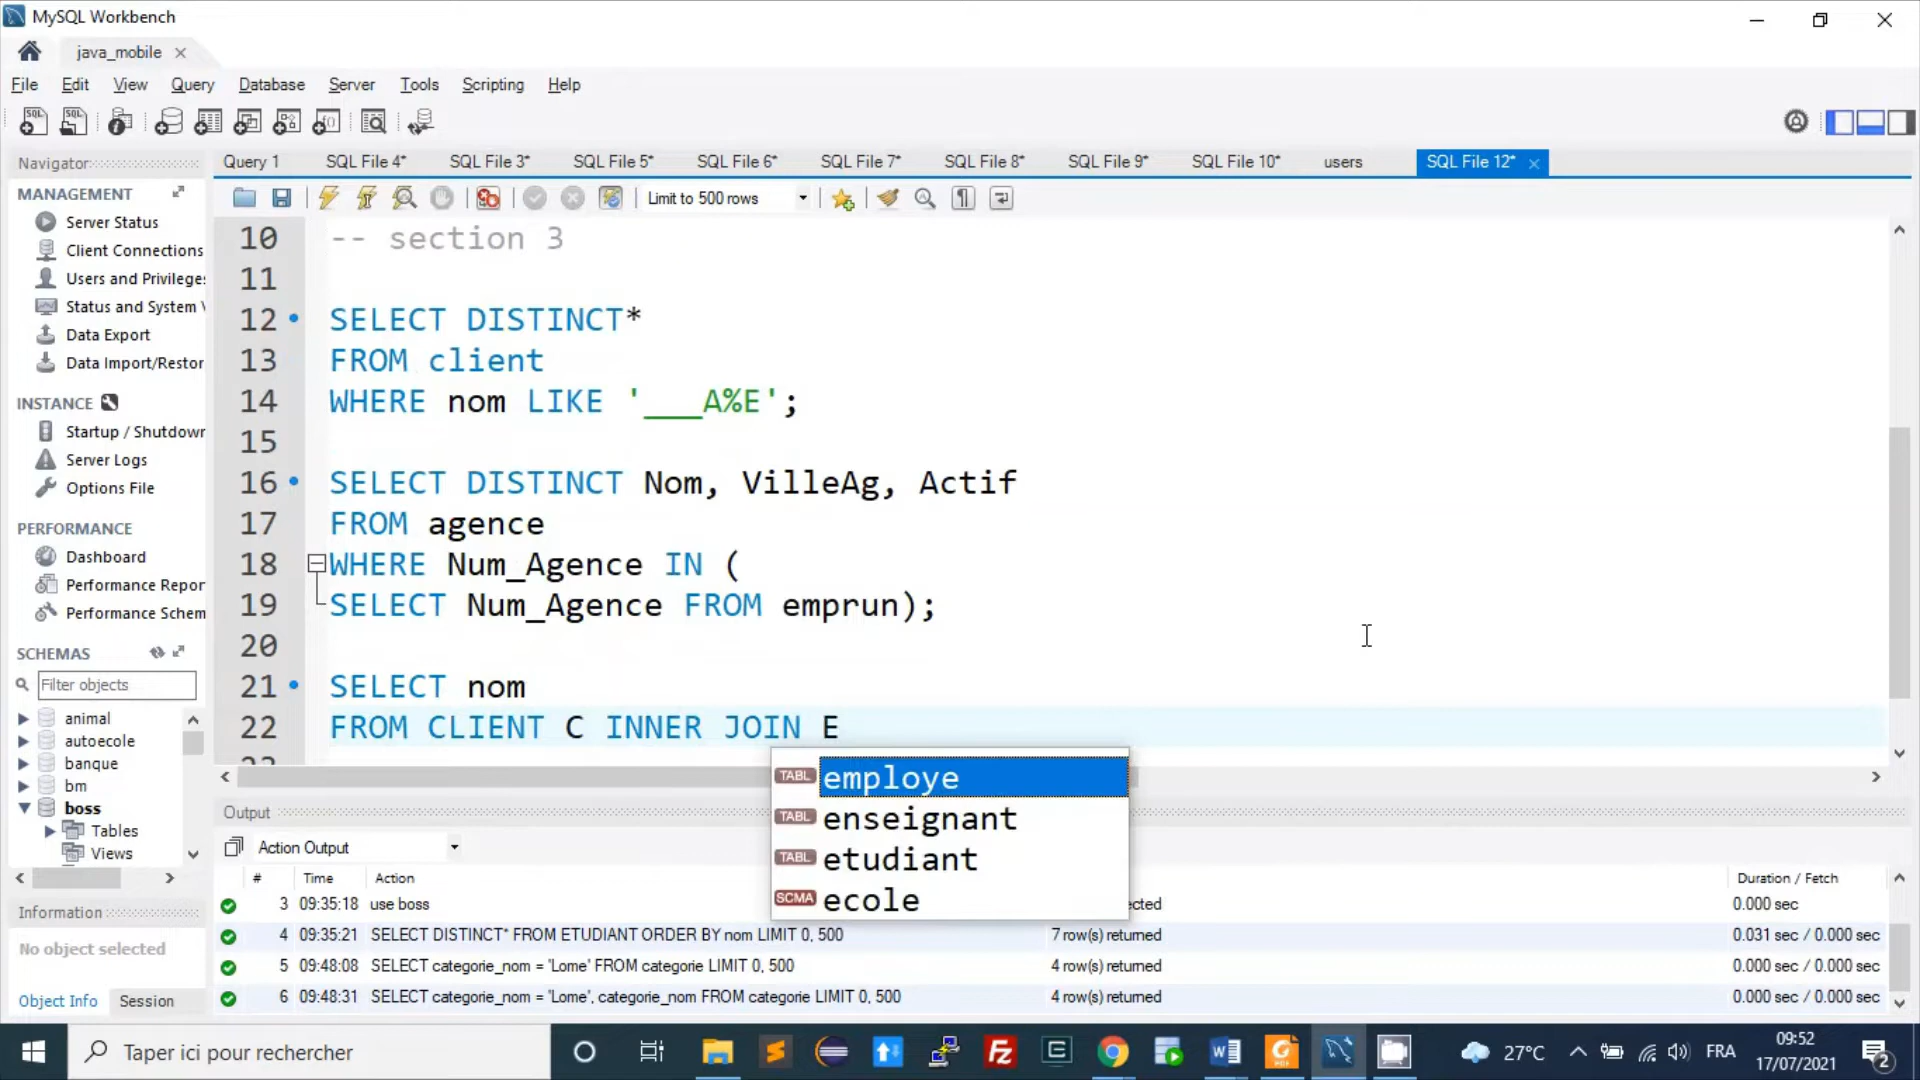 MySQL Workbench
java_mobile
File Edit View Query Database Server Tools Scripting Help
Navigator
Query 1 SQL File 4* SQL File 3* SQL File 5* SQL File 6* SQL File 7* SQL File 8* SQL File 9* SQL File 10* users SQL File 12*
Limit to 500 rows
MANAGEMENT
Server Status
Client Connections
Users and Privileges
Status and System V
Data Export
Data Import/Restor
INSTANCE
Startup / Shutdown
Server Logs
Options File
PERFORMANCE
Dashboard
Performance Repor
Performance Schem
SCHEMAS
Filter objects
animal
autoecole
banque
bm
boss
Tables
Views
Information
No object selected
Object Info Session
10 -- section 3
11
12 SELECT DISTINCT*
13 FROM client
14 WHERE nom LIKE '___A%E';
15
16 SELECT DISTINCT Nom, VilleAg, Actif
17 FROM agence
18 WHERE Num_Agence IN (
19 SELECT Num_Agence FROM emprun);
20
21 SELECT nom
22 FROM CLIENT C INNER JOIN E
TABL employe
TABL enseignant
TABL etudiant
SCMA ecole
Output
Action Output
# Time Action Duration / Fetch
3 09:35:18 use boss 0.000 sec
4 09:35:21 SELECT DISTINCT* FROM ETUDIANT ORDER BY nom LIMIT 0, 500 7 row(s) returned 0.031 sec / 0.000 sec
5 09:48:08 SELECT categorie_nom = 'Lome' FROM categorie LIMIT 0, 500 4 row(s) returned 0.000 sec / 0.000 sec
6 09:48:31 SELECT categorie_nom = 'Lome', categorie_nom FROM categorie LIMIT 0, 500 4 row(s) returned 0.000 sec / 0.000 sec
Taper ici pour rechercher
27°C FRA 09:52
17/07/2021
2